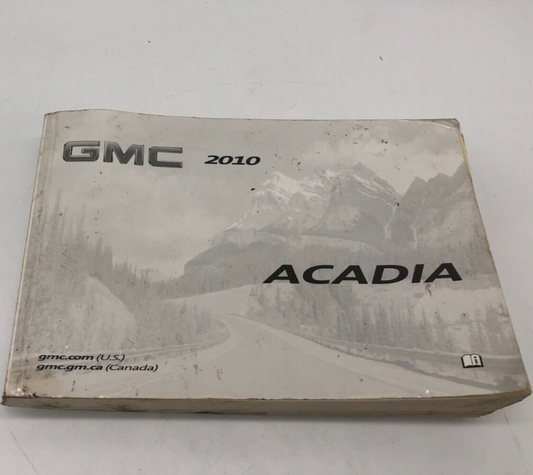 GMC 2010
ACADIA
gmc.com (U.S.)
gmc.gm.ca (Canada)